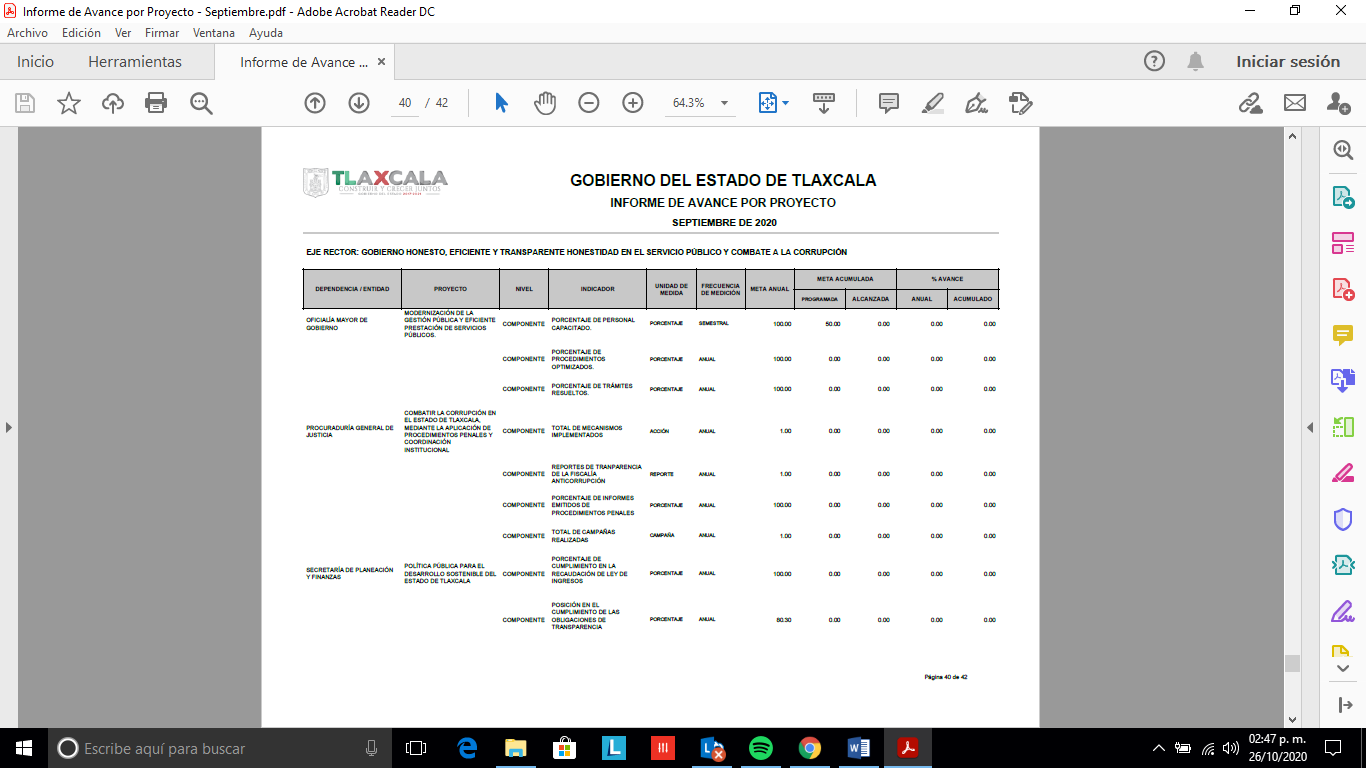 Informe de Avance por Proyecto - Septiembre.pdf - Adobe Acrobat Reader DC
Archivo Edición Ver Firmar Ventana Ayuda
Inicio Herramientas Informe de Avance ... × Iniciar sesión
40 / 42 64.3%
TLAXCALA
CONSTRUIR Y CRECER JUNTOS
GOBIERNO DEL ESTADO DE TLAXCALA
INFORME DE AVANCE POR PROYECTO
SEPTIEMBRE DE 2020
EJE RECTOR: GOBIERNO HONESTO, EFICIENTE Y TRANSPARENTE HONESTIDAD EN EL SERVICIO PÚBLICO Y COMBATE A LA CORRUPCIÓN
DEPENDENCIA / ENTIDAD PROYECTO NIVEL INDICADOR UNIDAD DE MEDIDA FRECUENCIA DE MEDICIÓN META ANUAL META ACUMULADA % AVANCE
PROGRAMADA ALCANZADA ANUAL ACUMULADO
OFICIALÍA MAYOR DE
GOBIERNO
MODERNIZACIÓN DE LA
GESTIÓN PÚBLICA Y EFICIENTE
PRESTACIÓN DE SERVICIOS
PÚBLICOS.
COMPONENTE
PORCENTAJE DE PERSONAL
CAPACITADO.
PORCENTAJE SEMESTRAL 100.00 50.00 0.00 0.00 0.00
COMPONENTE
PORCENTAJE DE
PROCEDIMIENTOS
OPTIMIZADOS.
PORCENTAJE ANUAL 100.00 0.00 0.00 0.00 0.00
COMPONENTE
PORCENTAJE DE TRÁMITES
RESUELTOS.
PORCENTAJE ANUAL 100.00 0.00 0.00 0.00 0.00
PROCURADURÍA GENERAL DE
JUSTICIA
COMBATIR LA CORRUPCIÓN EN
EL ESTADO DE TLAXCALA,
MEDIANTE LA APLICACIÓN DE
PROCEDIMIENTOS PENALES Y
COORDINACIÓN
INSTITUCIONAL
COMPONENTE
TOTAL DE MECANISMOS
IMPLEMENTADOS
ACCIÓN ANUAL 1.00 0.00 0.00 0.00 0.00
COMPONENTE
REPORTES DE TRANPARENCIA
DE LA FISCALÍA
ANTICORRUPCIÓN
REPORTE ANUAL 1.00 0.00 0.00 0.00 0.00
COMPONENTE
PORCENTAJE DE INFORMES
EMITIDOS DE
PROCEDIMIENTOS PENALES
PORCENTAJE ANUAL 100.00 0.00 0.00 0.00 0.00
COMPONENTE
TOTAL DE CAMPAÑAS
REALIZADAS
CAMPAÑA ANUAL 1.00 0.00 0.00 0.00 0.00
SECRETARÍA DE PLANEACIÓN
Y FINANZAS
POLÍTICA PÚBLICA PARA EL
DESARROLLO SOSTENIBLE DEL
ESTADO DE TLAXCALA
COMPONENTE
PORCENTAJE DE
CUMPLIMIENTO EN LA
RECAUDACIÓN DE LEY DE
INGRESOS
PORCENTAJE ANUAL 100.00 0.00 0.00 0.00 0.00
COMPONENTE
POSICIÓN EN EL
CUMPLIMIENTO DE LAS
OBLIGACIONES DE
TRANSPARENCIA
PORCENTAJE ANUAL 80.30 0.00 0.00 0.00 0.00
Página 40 de 42
Escribe aquí para buscar
02:47 p. m.
26/10/2020